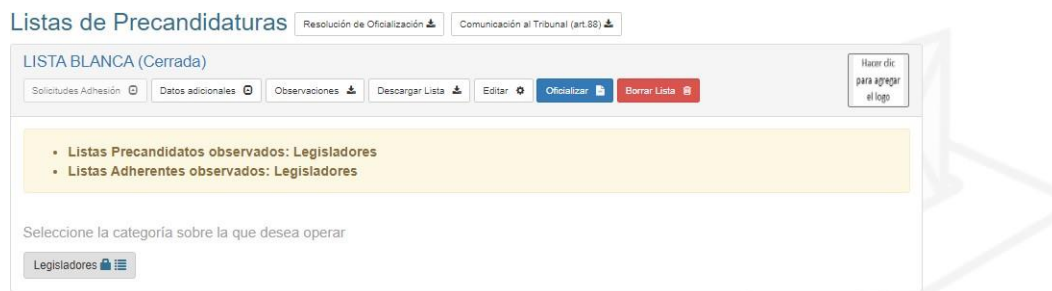 Listas de Precandidaturas Resolución de Oficialización Comunicación al Tribunal (art.88)
LISTA BLANCA (Cerrada)
Solicitudes Adhesión Datos adicionales Observaciones Descargar Lista Editar Oficializar Borrar Lista
Hacer clic
para agregar
el logo
Listas Precandidatos observados: Legisladores
Listas Adherentes observados: Legisladores
Seleccione la categoría sobre la que desea operar
Legisladores